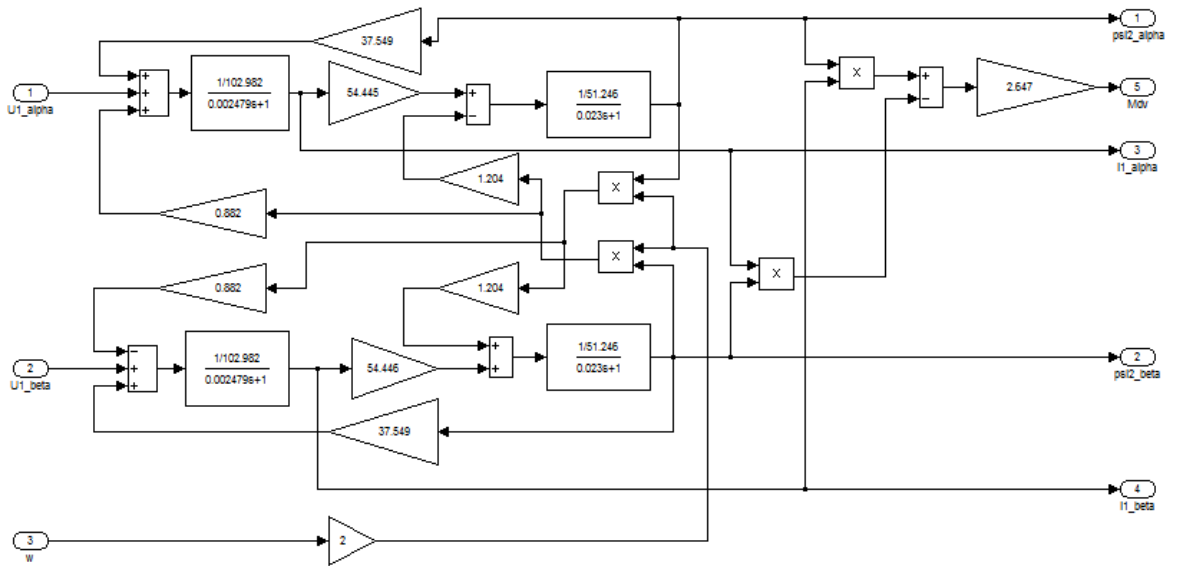 37.549
1
psi2_alpha
1
U1_alpha
+
+
+
1/102.982
0.002479s+1
54.445
+
−
1/51.246
0.023s+1
X
+
−
2.647
5
Mdv
3
I1_alpha
1.204
X
0.882
X
X
0.882
1.204
2
U1_beta
−
+
+
1/102.982
0.002479s+1
54.446
+
+
1/51.246
0.023s+1
2
psi2_beta
37.549
4
I1_beta
3
w
2